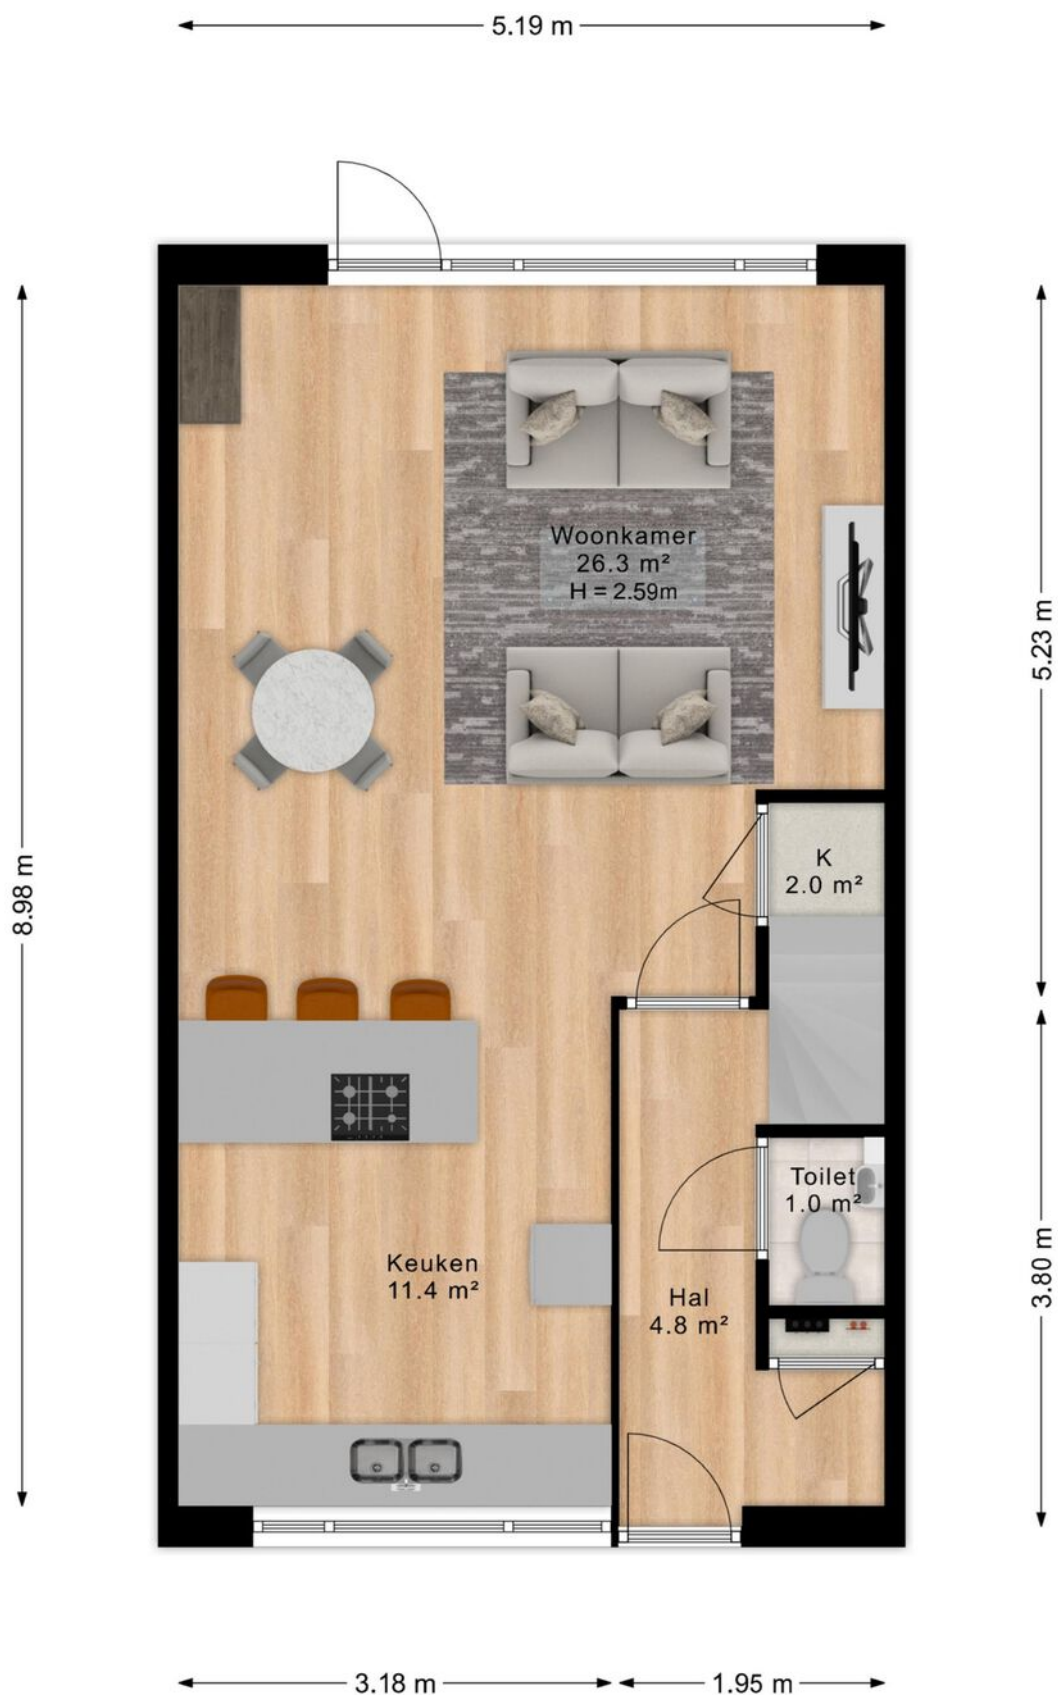 5.19 m
Woonkamer
26.3 m²
H = 2.59m
5.23 m
K
2.0 m²
8.98 m
Toilet
1.0 m²
Keuken
11.4 m²
Hal
4.8 m²
3.80 m
3.18 m
1.95 m